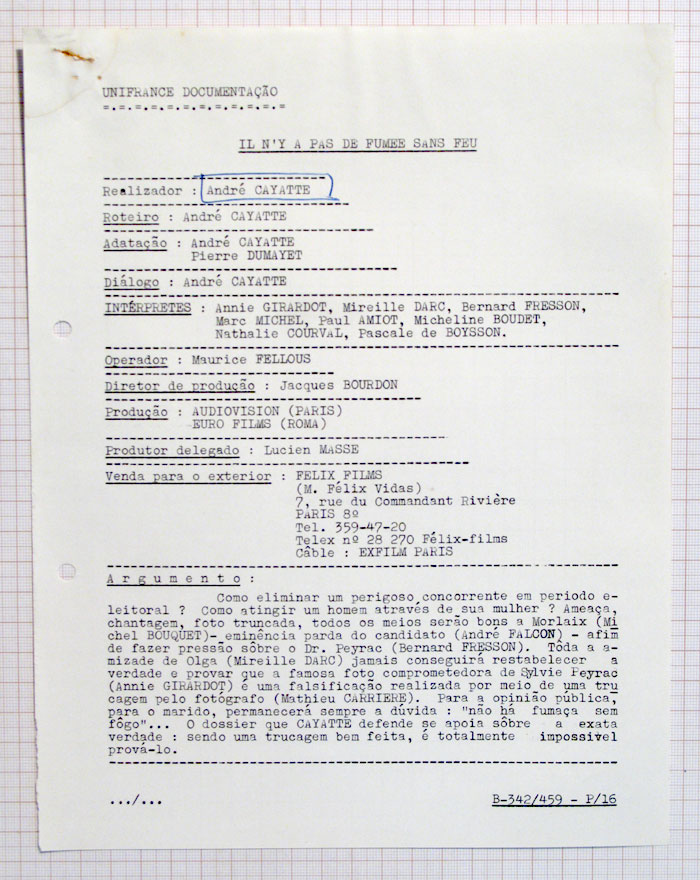 UNIFRANCE DOCUMENTAÇÃO
=.=.=.=.=.=.=.=.=.=.=.=
IL N'Y A PAS DE FUMEE SANS FEU
Realizador : André CAYATTE
Roteiro : André CAYATTE
Adatação : André CAYATTE
Pierre DUMAYET
Diálogo : André CAYATTE
INTÉRPRETES : Annie GIRARDOT, Mireille DARC, Bernard FRESSON,
Marc MICHEL, Paul AMIOT, Micheline BOUDET,
Nathalie COURVAL, Pascale de BOYSSON.
Operador : Maurice FELLOUS
Diretor de produção : Jacques BOURDON
Produção : AUDIOVISION (PARIS)
EURO FILMS (ROMA)
Produtor delegado : Lucien MASSE
Venda para o exterior : FELIX FILMS
(M. Félix Vidas)
7, rue du Commandant Rivière
PARIS 8º
Tel. 359-47-20
Telex nº 28 270 Félix-films
Câble : EXFILM PARIS
A r g u m e n t o :
Como eliminar um perigoso concorrente em periodo e-
leitoral ? Como atingir um homem através de sua mulher ? Ameaça,
chantagem, foto truncada, todos os meios serão bons a Morlaix (Mi
chel BOUQUET)- eminência parda do candidato (André FALCON) - afim
de fazer pressão sôbre o Dr. Peyrac (Bernard FRESSON). Tôda a a-
mizade de Olga (Mireille DARC) jamais conseguirá restabelecer a
verdade e provar que a famosa foto comprometedora de Sylvie Peyrac
(Annie GIRARDOT) é uma falsificação realizada por meio de uma tru
cagem pelo fotógrafo (Mathieu CARRIERE). Para a opinião pública,
para o marido, permanecerá sempre a dúvida : "não há fumaça sem
fôgo"... O dossier que CAYATTE defende se apoia sôbre a exata
verdade : sendo uma trucagem bem feita, é totalmente impossivel
prová-lo.
.../...
B-342/459 - P/16